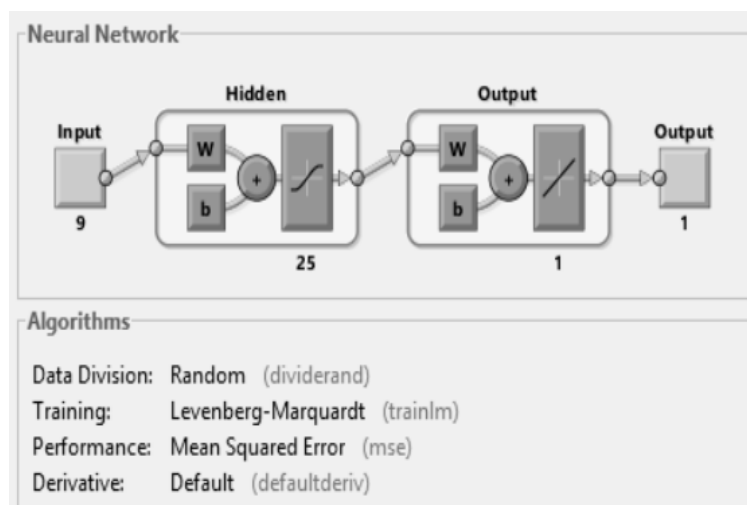 Neural Network
Hidden
Output
Input
Output
W
+
W
+
b
b
9
1
25
1
Algorithms
Data Division: Random (dividerand)
Training: Levenberg-Marquardt (trainlm)
Performance: Mean Squared Error (mse)
Derivative: Default (defaultderiv)